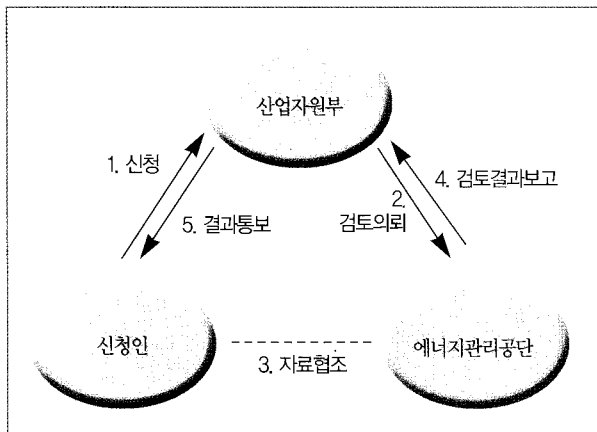 산업자원부
1. 신청
4. 검토결과보고
2.
5. 결과통보
검토의뢰
신청인
에너지관리공단
3. 자료협조